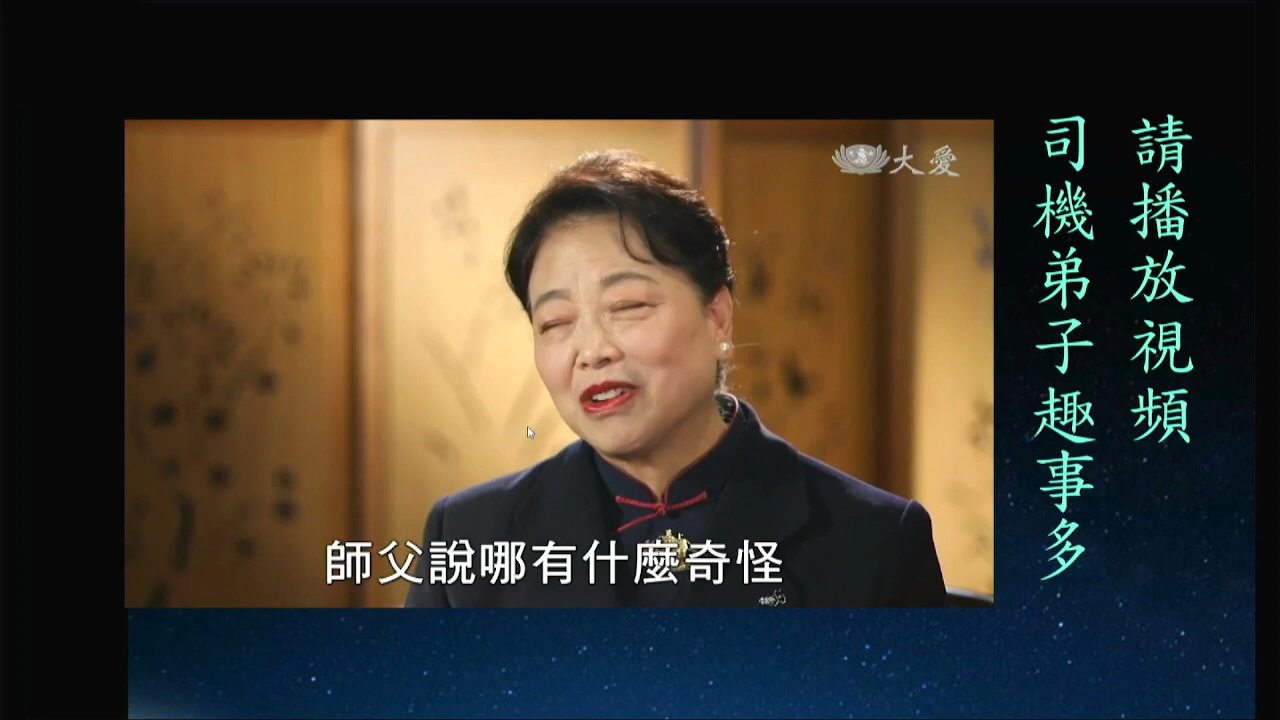 請播放視頻
司機弟子趣事多
大愛
師父說哪有什麼奇怪